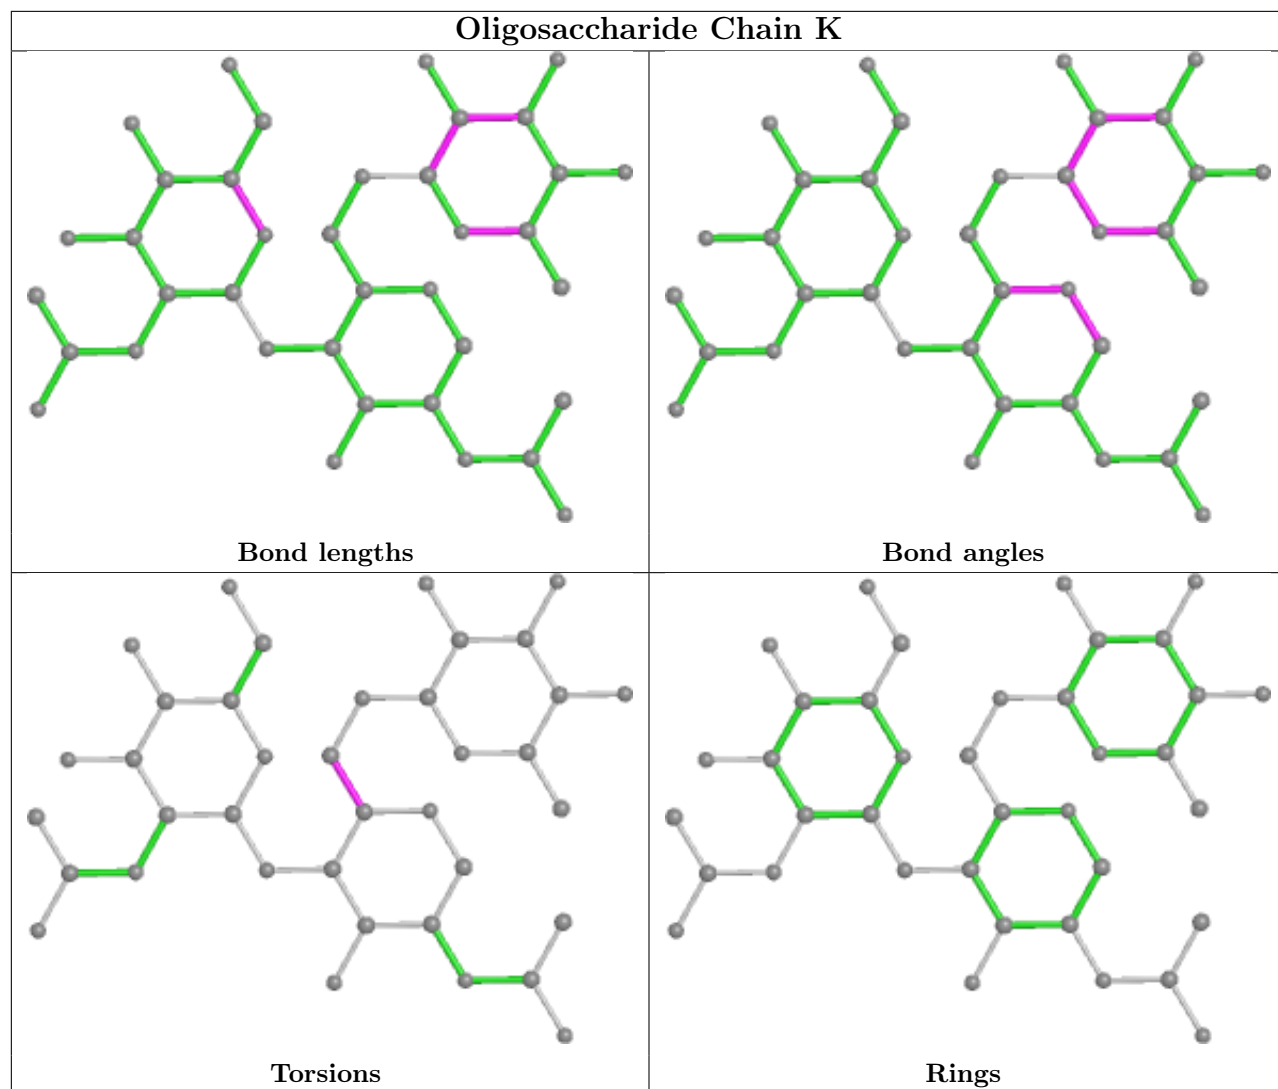 Oligosaccharide Chain K
Bond lengths
Bond angles
Torsions
Rings